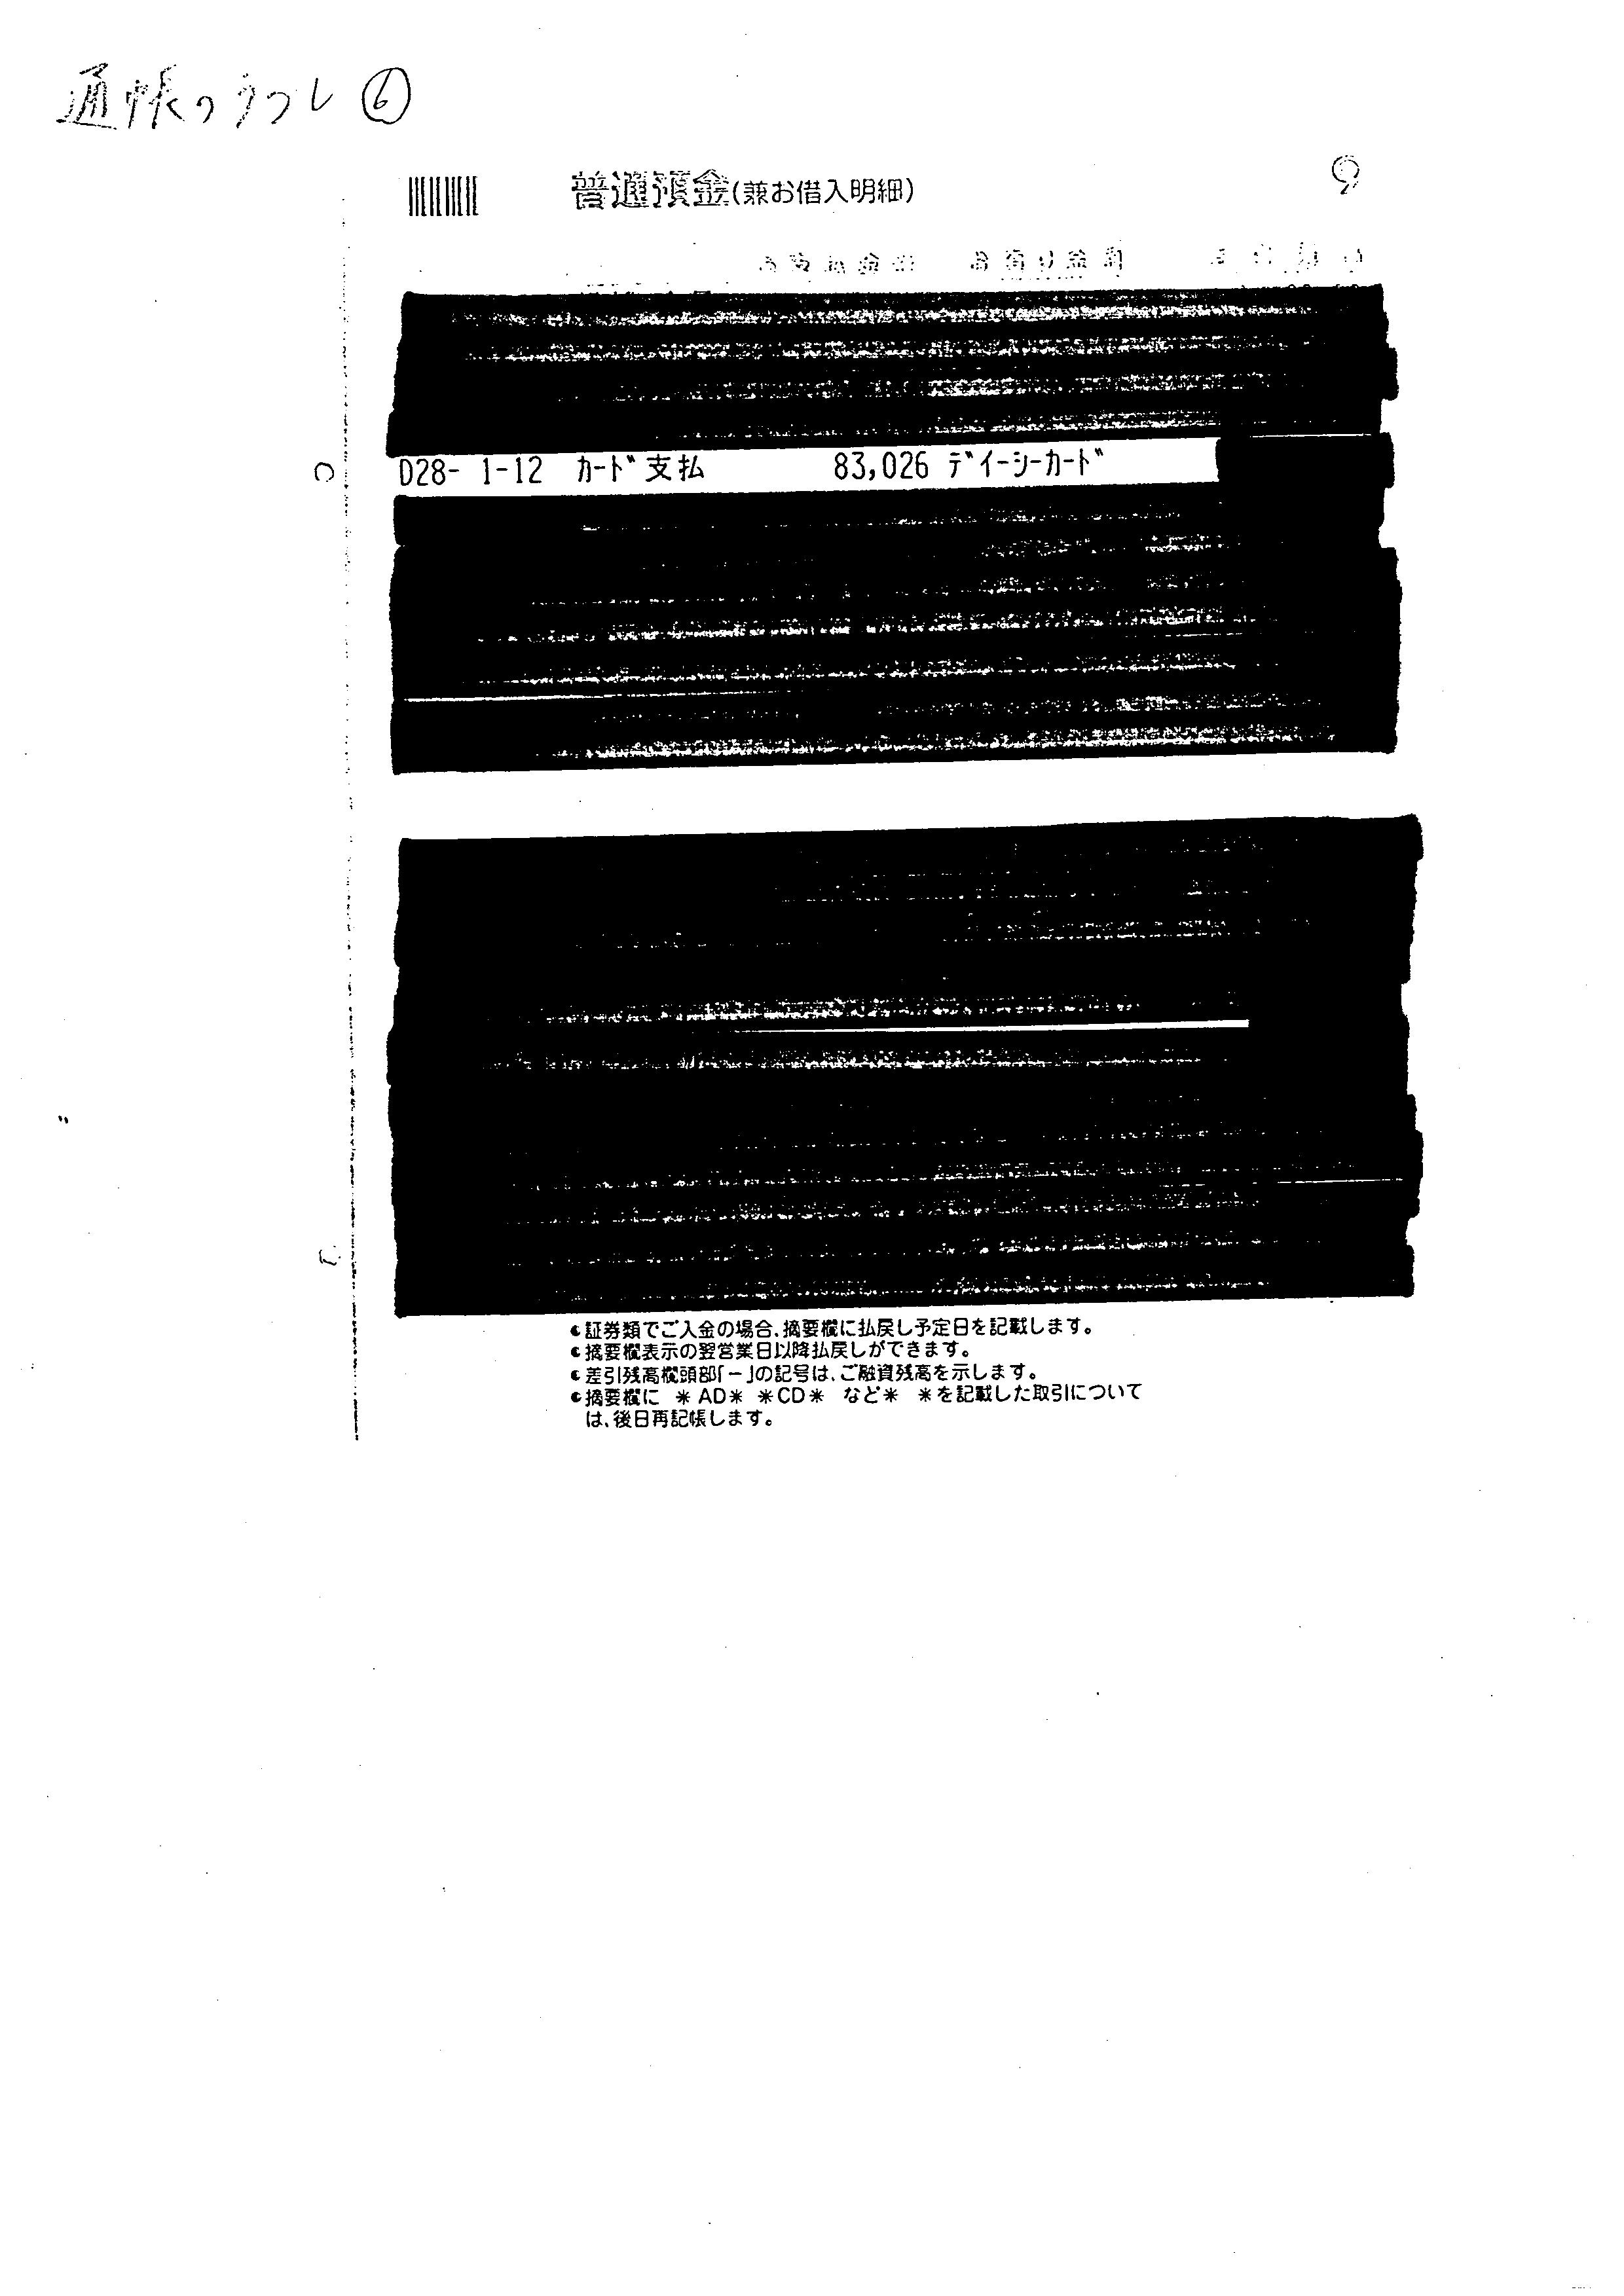 通帳のうつし⑥
普通預金(兼お借入明細)
028- 1-12 カード支払 83,026 デイーシーカード
●証券類でご入金の場合、摘要欄に払戻し予定日を記載します。
●摘要欄表示の翌営業日以降払戻しができます。
●差引残高欄頭部「-」の記号は、ご融資残高を示します。
●摘要欄に *AD* *CD* など* *を記載した取引について
は、後日再記帳します。